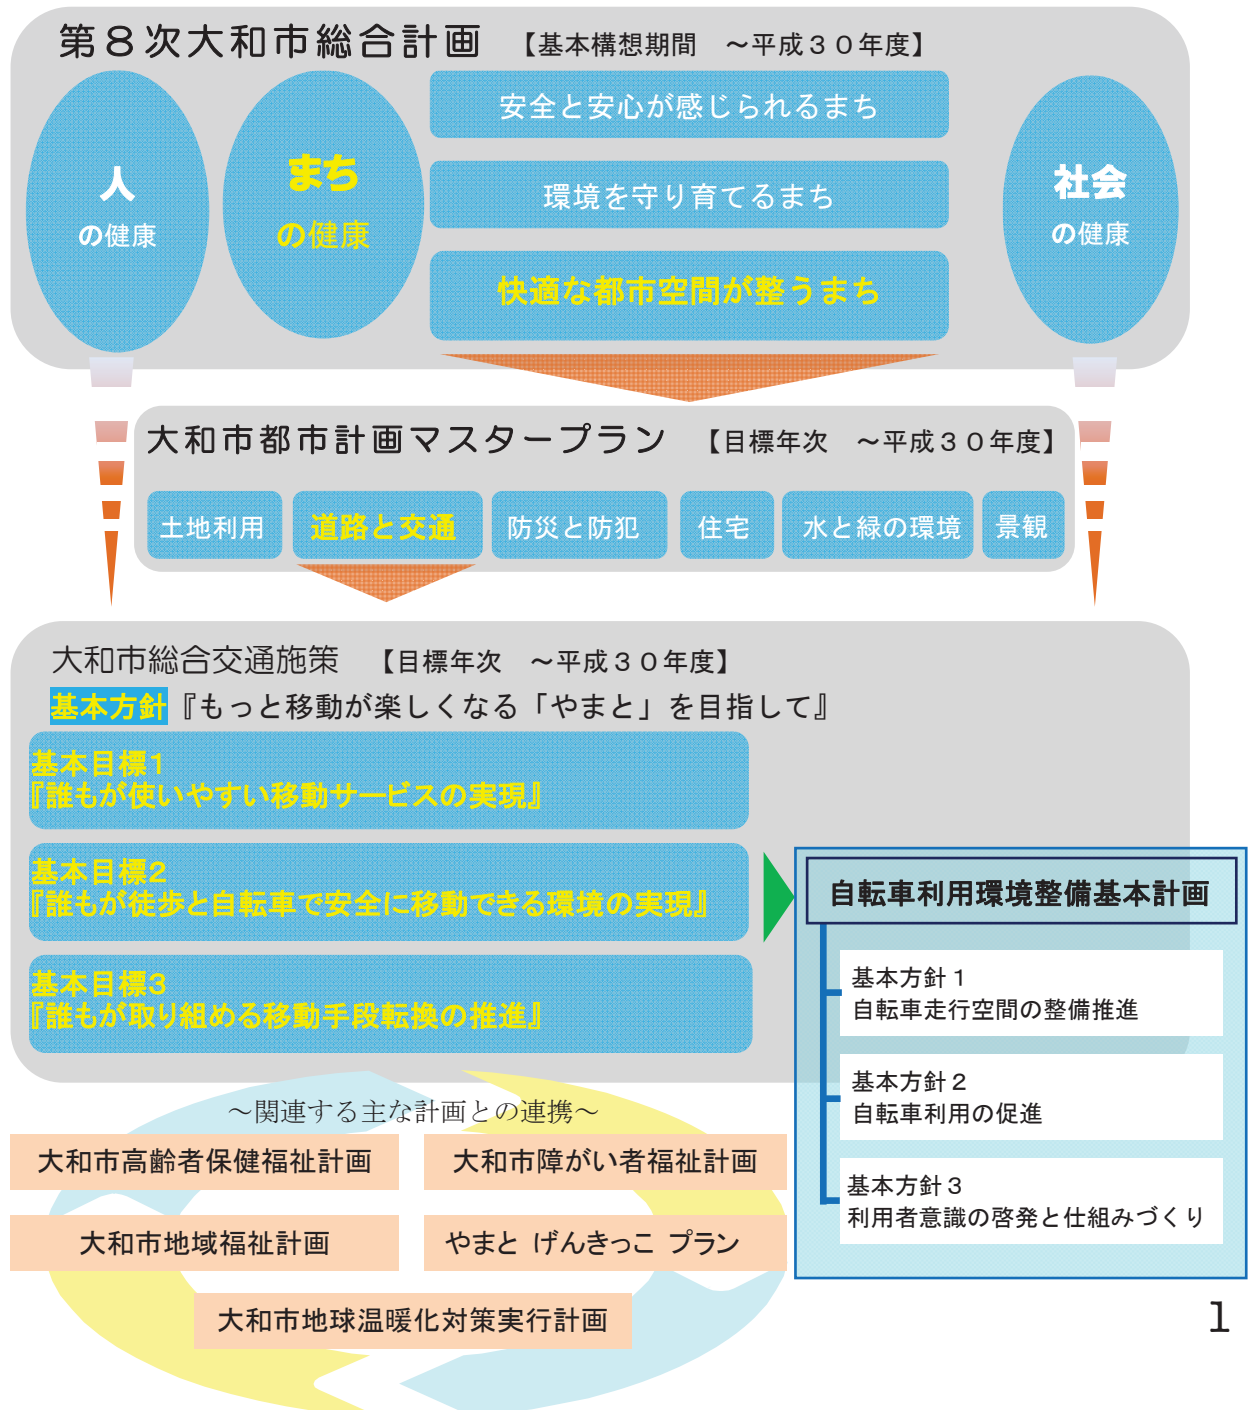 第８次大和市総合計画　【基本構想期間　～平成３０年度】
人
の健康
まち
の健康
安全と安心が感じられるまち
環境を守り育てるまち
快適な都市空間が整うまち
社会
の健康
大和市都市計画マスタープラン　【目標年次　～平成３０年度】
土地利用
道路と交通
防災と防犯
住宅
水と緑の環境
景観
大和市総合交通施策　【目標年次　～平成３０年度】
基本方針『もっと移動が楽しくなる「やまと」を目指して』
基本目標１
『誰もが使いやすい移動サービスの実現』
基本目標２
『誰もが徒歩と自転車で安全に移動できる環境の実現』
基本目標３
『誰もが取り組める移動手段転換の推進』
自転車利用環境整備基本計画
基本方針１
自転車走行空間の整備推進
基本方針２
自転車利用の促進
基本方針３
利用者意識の啓発と仕組みづくり
～関連する主な計画との連携～
大和市高齢者保健福祉計画
大和市障がい者福祉計画
大和市地域福祉計画
やまと げんきっこ プラン
大和市地球温暖化対策実行計画
1